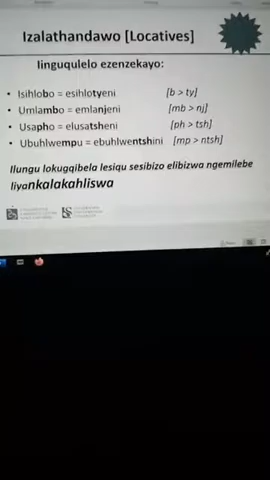 Izalathandawo [Locatives]
Iinguqulelo ezenzekayo:
• Isihlobo = esihlotyeni [b > ty]
• Umlambo = emlanjeni [mb > nj]
• Usapho = elusatsheni [ph > tsh]
• Ubuhlwempu = ebuhlwentshini [mp > ntsh]
Ilungu lokugqibela lesiqu sesibizo elibizwa ngemilebe
liyankalakahliswa